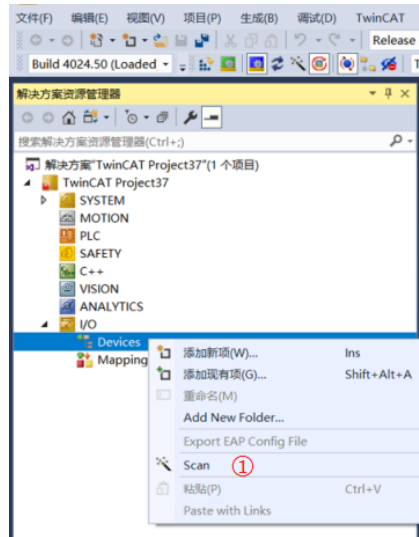 文件(F) 编辑(E) 视图(V) 项目(P) 生成(B) 调试(D) TwinCAT
Release
Build 4024.50 (Loaded
解决方案资源管理器
搜索解决方案资源管理器(Ctrl+;)
解决方案"TwinCAT Project37"(1 个项目)
TwinCAT Project37
SYSTEM
MOTION
PLC
SAFETY
C++
VISION
ANALYTICS
I/O
Devices
Mapping
添加新项(W)... Ins
添加现有项(G)... Shift+Alt+A
重命名(M)
Add New Folder...
Export EAP Config File
Scan ①
粘贴(P) Ctrl+V
Paste with Links